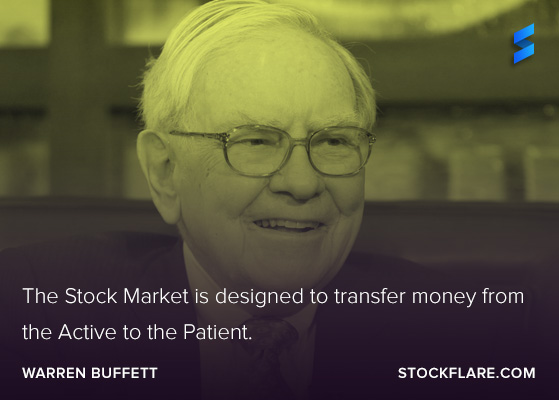 The Stock Market is designed to transfer money from
the Active to the Patient.
WARREN BUFFETT
STOCKFLARE.COM